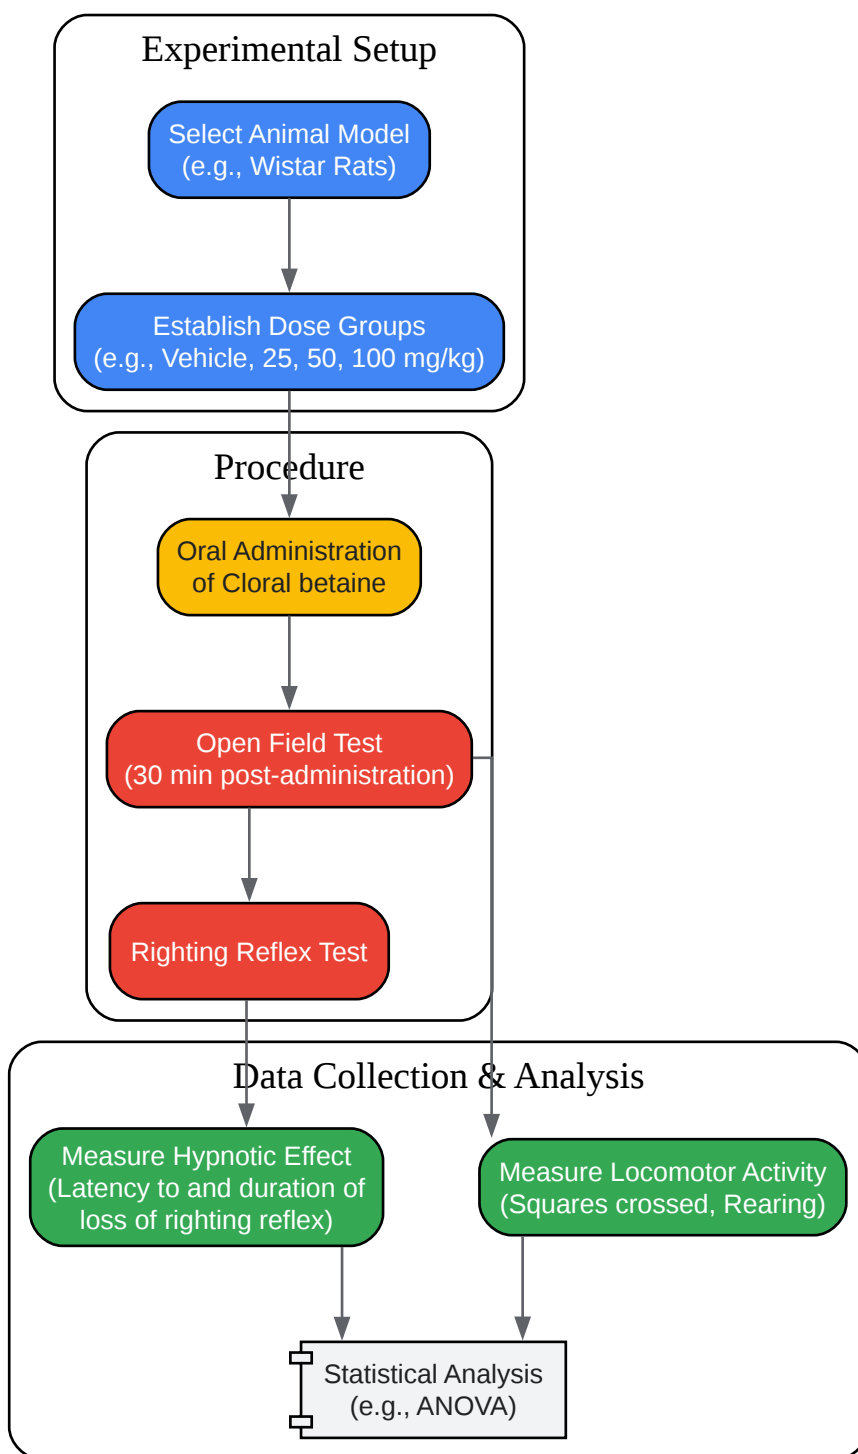 Experimental Setup
Select Animal Model
(e.g., Wistar Rats)
Establish Dose Groups
(e.g., Vehicle, 25, 50, 100 mg/kg)
Procedure
Oral Administration
of Cloral betaine
Open Field Test
(30 min post-administration)
Righting Reflex Test
Data Collection & Analysis
Measure Hypnotic Effect
(Latency to and duration of
loss of righting reflex)
Measure Locomotor Activity
(Squares crossed, Rearing)
Statistical Analysis
(e.g., ANOVA)